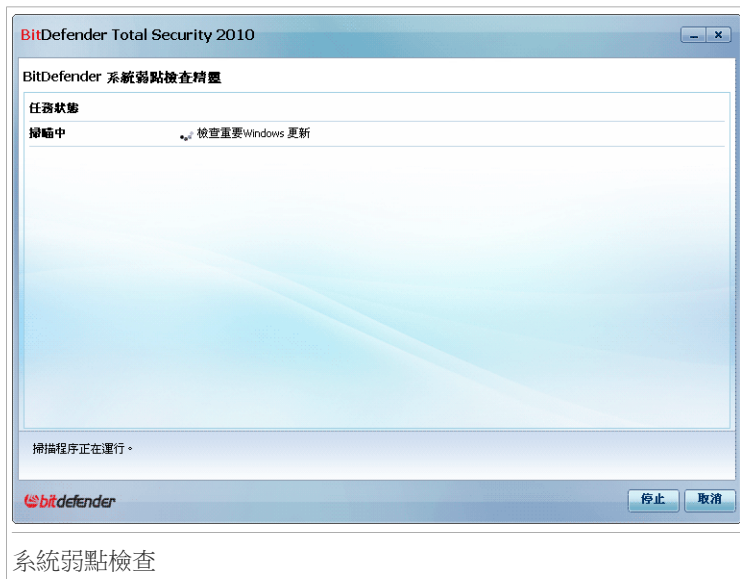 BitDefender Total Security 2010
BitDefender 系統弱點檢查精靈
任務狀態
掃瞄中 檢查重要Windows 更新
掃描程序正在運行。
bitdefender
停止 取消
系統弱點檢查